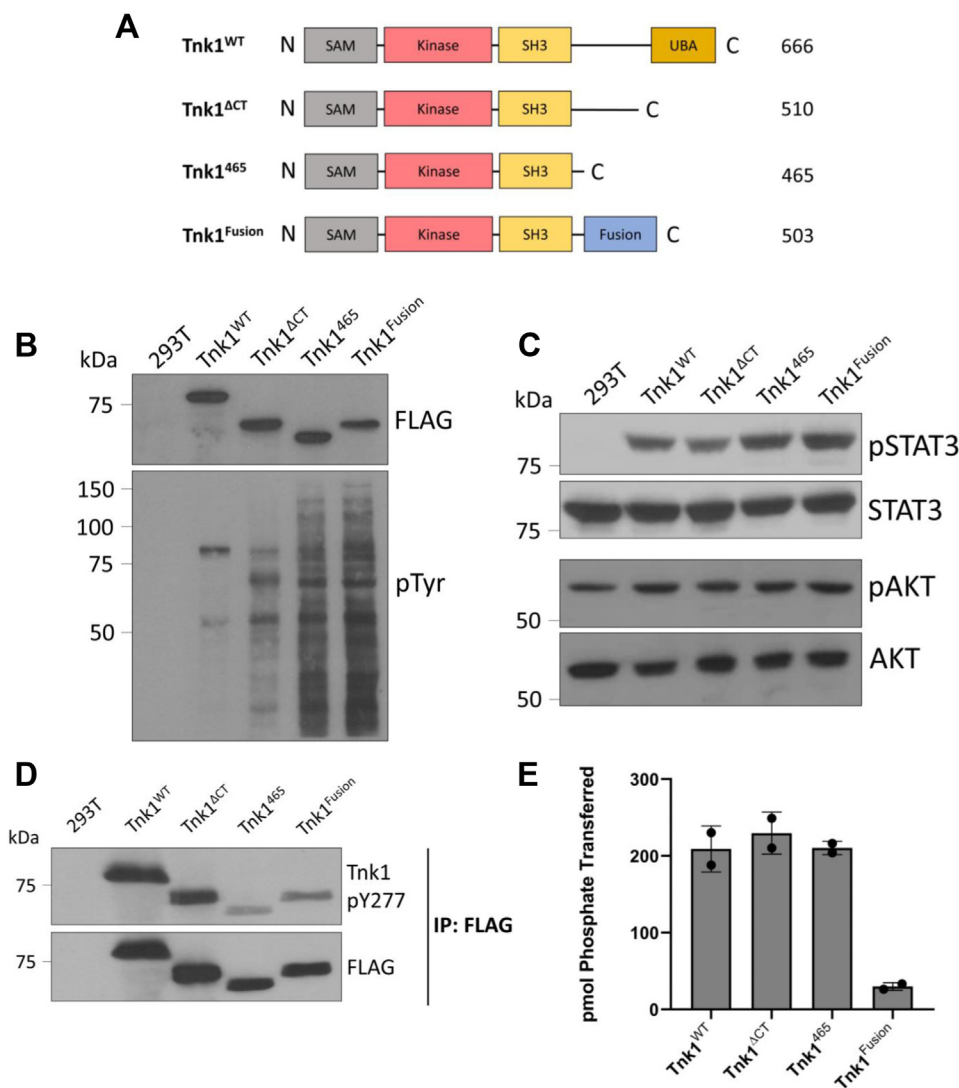 A
Tnk1WT N SAM Kinase SH3 UBA C 666
Tnk1ΔCT N SAM Kinase SH3 C 510
Tnk1465 N SAM Kinase SH3 C 465
Tnk1Fusion N SAM Kinase SH3 Fusion C 503
B
kDa 293T Tnk1WT Tnk1ΔCT Tnk1465 Tnk1Fusion
75 FLAG
150
100
75
pTyr
50
C
kDa 293T Tnk1WT Tnk1ΔCT Tnk1465 Tnk1Fusion
pSTAT3
75
STAT3
75
pAKT
50
AKT
50
D
kDa 293T Tnk1WT Tnk1ΔCT Tnk1465 Tnk1Fusion
75 Tnk1
pY277
IP: FLAG
75 FLAG
E
pmol Phosphate Transferred
300
200
100
0
Tnk1WT Tnk1ΔCT Tnk1465 Tnk1Fusion